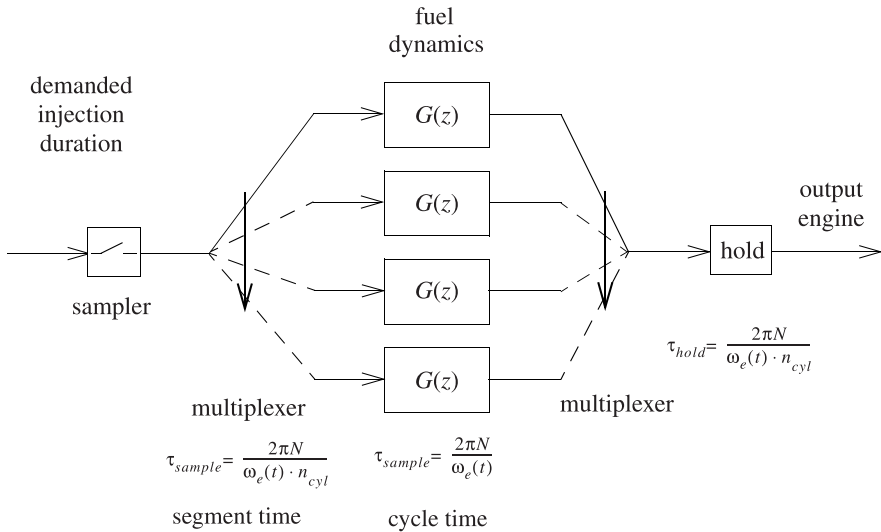 fuel
dynamics
demanded
injection
duration
G(z)
G(z)
G(z)
G(z)
sampler
output
engine
hold
multiplexer
multiplexer
τ_hold= 2πN / ω_e(t) · n_cyl
τ_sample= 2πN / ω_e(t) · n_cyl
τ_sample= 2πN / ω_e(t)
segment time
cycle time